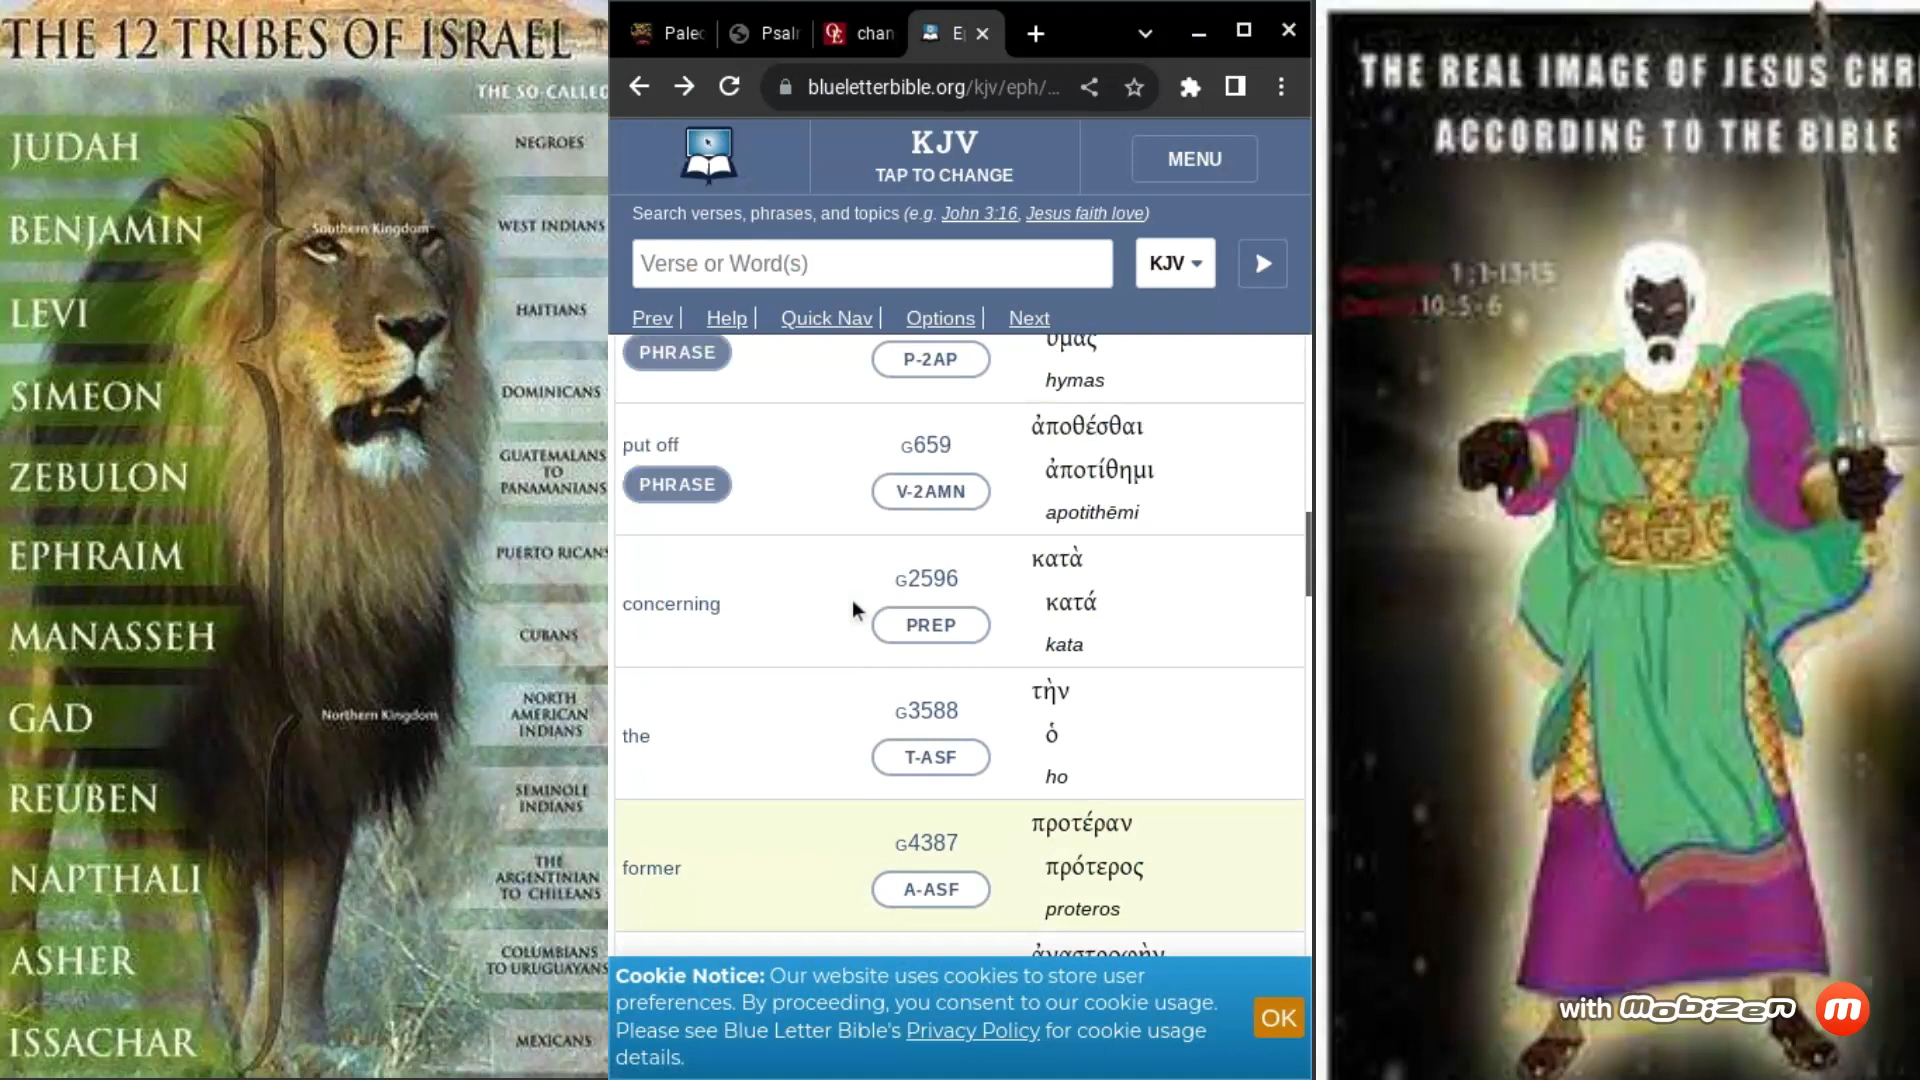 THE 12 TRIBES OF ISRAEL
THE SO-CALLED
JUDAH
NEGROES
BENJAMIN
Southern Kingdom
WEST INDIANS
LEVI
HAITIANS
SIMEON
DOMINICANS
ZEBULON
GUATEMALANS
TO
PANAMANIANS
EPHRAIM
PUERTO RICANS
MANASSEH
CUBANS
GAD
Northern Kingdom
NORTH
AMERICAN
INDIANS
REUBEN
SEMINOLE
INDIANS
NAPTHALI
THE
ARGENTINIAN
TO CHILEANS
ASHER
COLUMBIANS
TO URUGUAYANS
ISSACHAR
MEXICANS
Paleo
Psalm
chan
E
blueletterbible.org/kjv/eph/...
KJV
TAP TO CHANGE
MENU
Search verses, phrases, and topics (e.g. John 3:16, Jesus faith love)
Verse or Word(s)
KJV
Prev | Help | Quick Nav | Options | Next
PHRASE
P-2AP
ὑμᾶς
hymas
put off
PHRASE
G659
V-2AMN
ἀποθέσθαι
ἀποτίθημι
apotithēmi
concerning
G2596
PREP
κατὰ
κατά
kata
the
G3588
T-ASF
τὴν
ὁ
ho
former
G4387
A-ASF
προτέραν
πρότερος
proteros
ἀναστροφὴν
Cookie Notice: Our website uses cookies to store user
preferences. By proceeding, you consent to our cookie usage.
Please see Blue Letter Bible's Privacy Policy for cookie usage
details.
OK
THE REAL IMAGE OF JESUS CHR
ACCORDING TO THE BIBLE
1:1-13-15
10:5-6
with mobizen
m